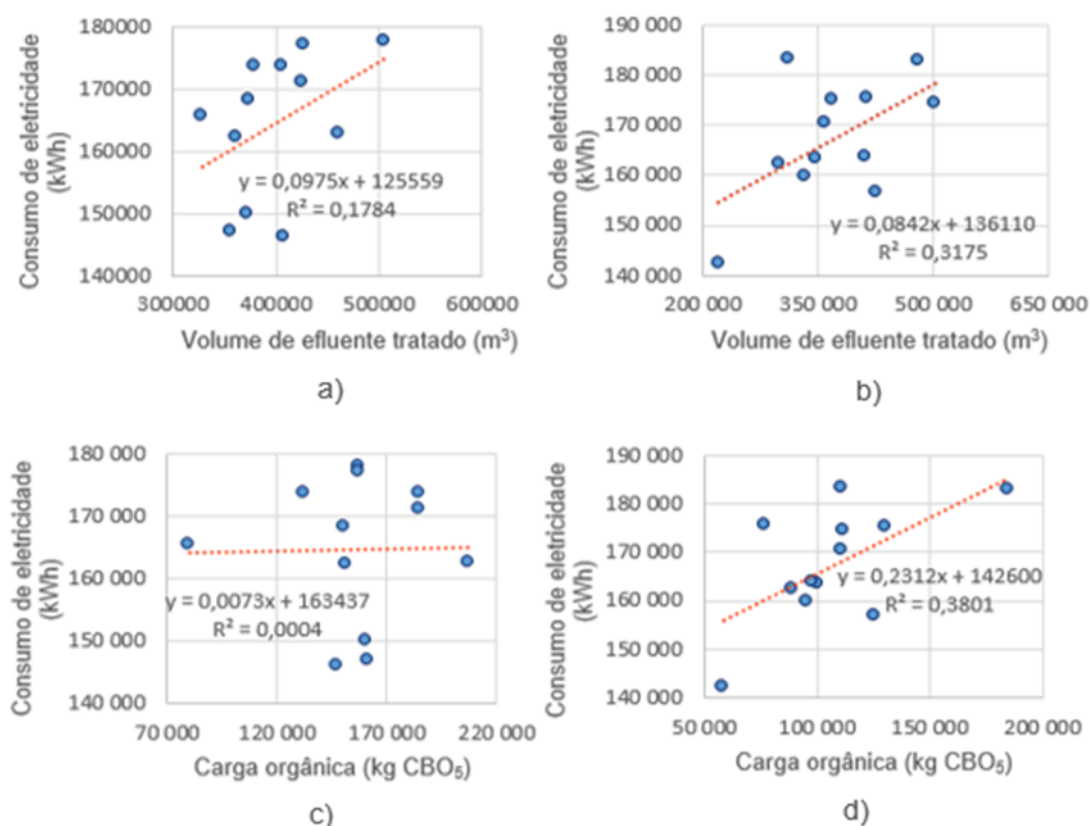 Consumo de eletricidade
(kWh)
180000
170000
160000
150000
140000
y = 0,0975x + 125559
R² = 0,1784
300000 400000 500000 600000
Volume de efluente tratado (m³)
a)
Consumo de eletricidade
(kWh)
190 000
180 000
170 000
160 000
150 000
140 000
y = 0,0842x + 136110
R² = 0,3175
200 000 350 000 500 000 650 000
Volume de efluente tratado (m³)
b)
Consumo de eletricidade
(kWh)
180 000
170 000
160 000
150 000
140 000
y = 0,0073x + 163437
R² = 0,0004
70 000 120 000 170 000 220 000
Carga orgânica (kg CBO₅)
c)
Consumo de eletricidade
(kWh)
190 000
180 000
170 000
160 000
150 000
140 000
y = 0,2312x + 142600
R² = 0,3801
50 000 100 000 150 000 200 000
Carga orgânica (kg CBO₅)
d)